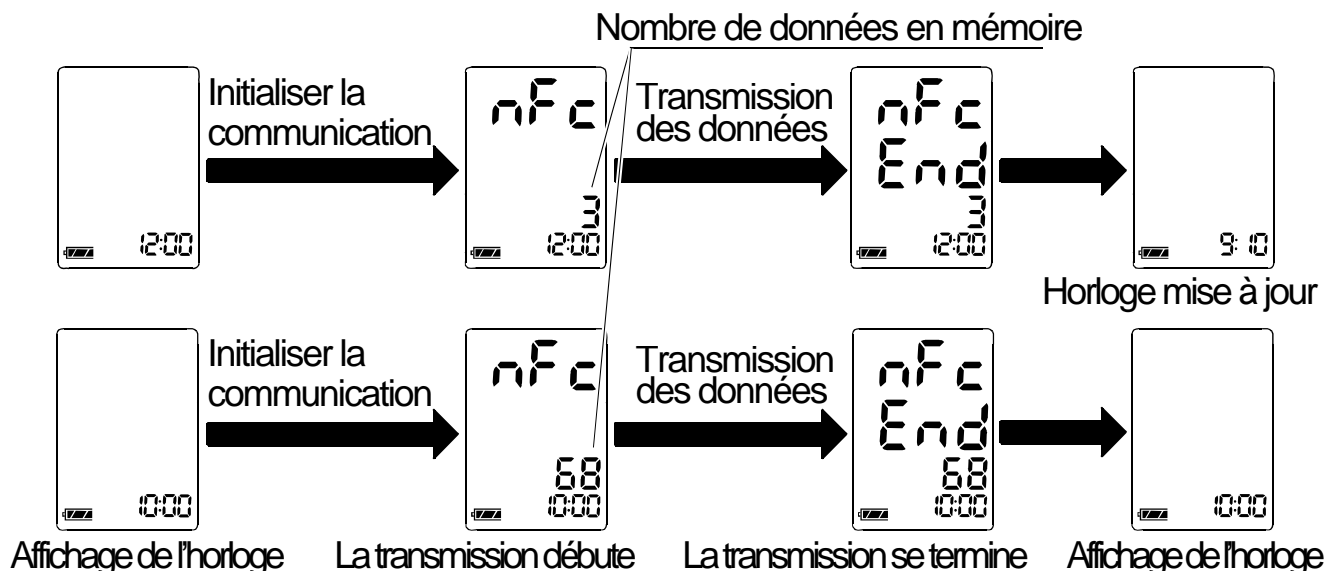 Nombre de données en mémoire
Initialiser la
communication
Transmission
des données
nFc
3
12:00
nFc
End
3
12:00
12:00
9:10
Horloge mise à jour
Initialiser la
communication
Transmission
des données
nFc
68
10:00
nFc
End
68
10:00
10:00
10:00
Affichage de l'horloge
La transmission débute
La transmission se termine
Affichage de l'horloge